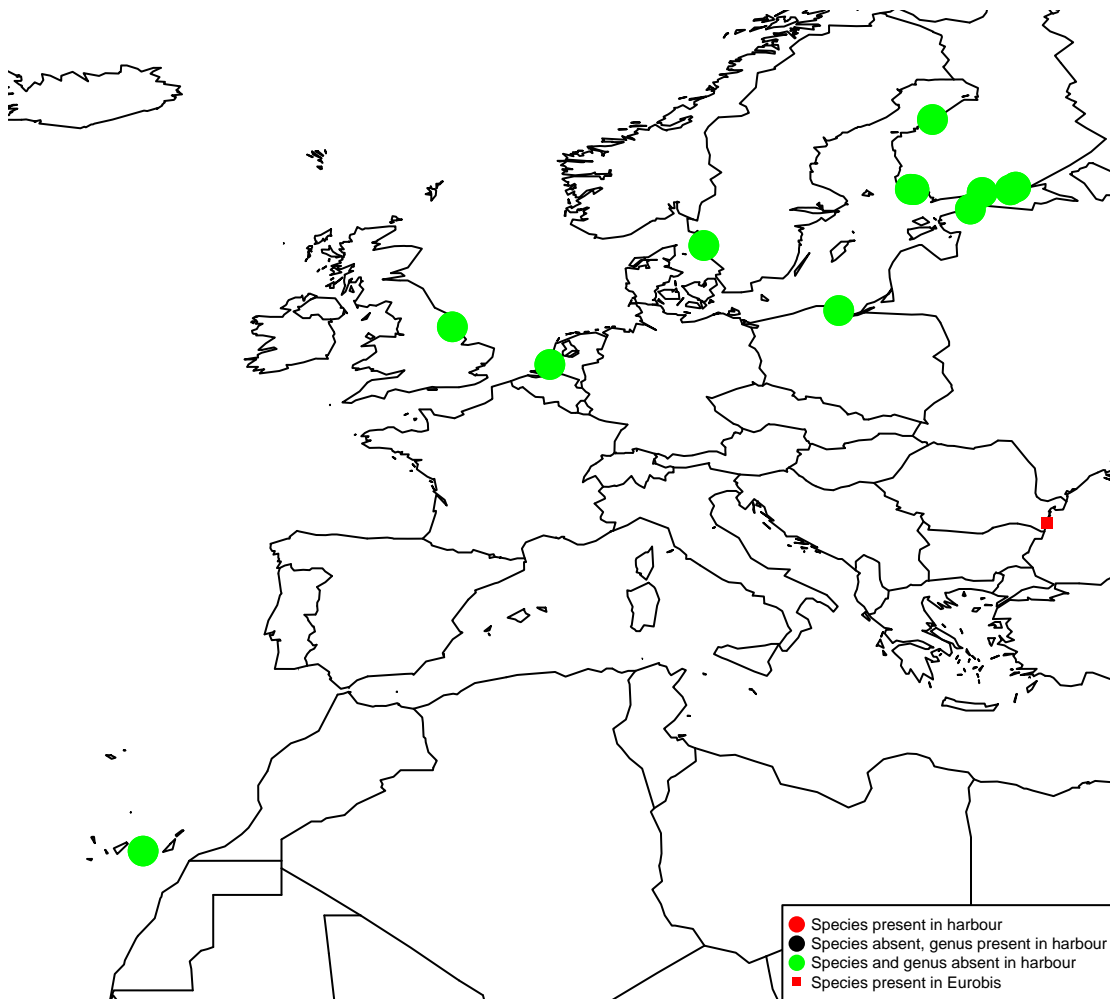 Species present in harbour
Species absent, genus present in harbour
Species and genus absent in harbour
Species present in Eurobis